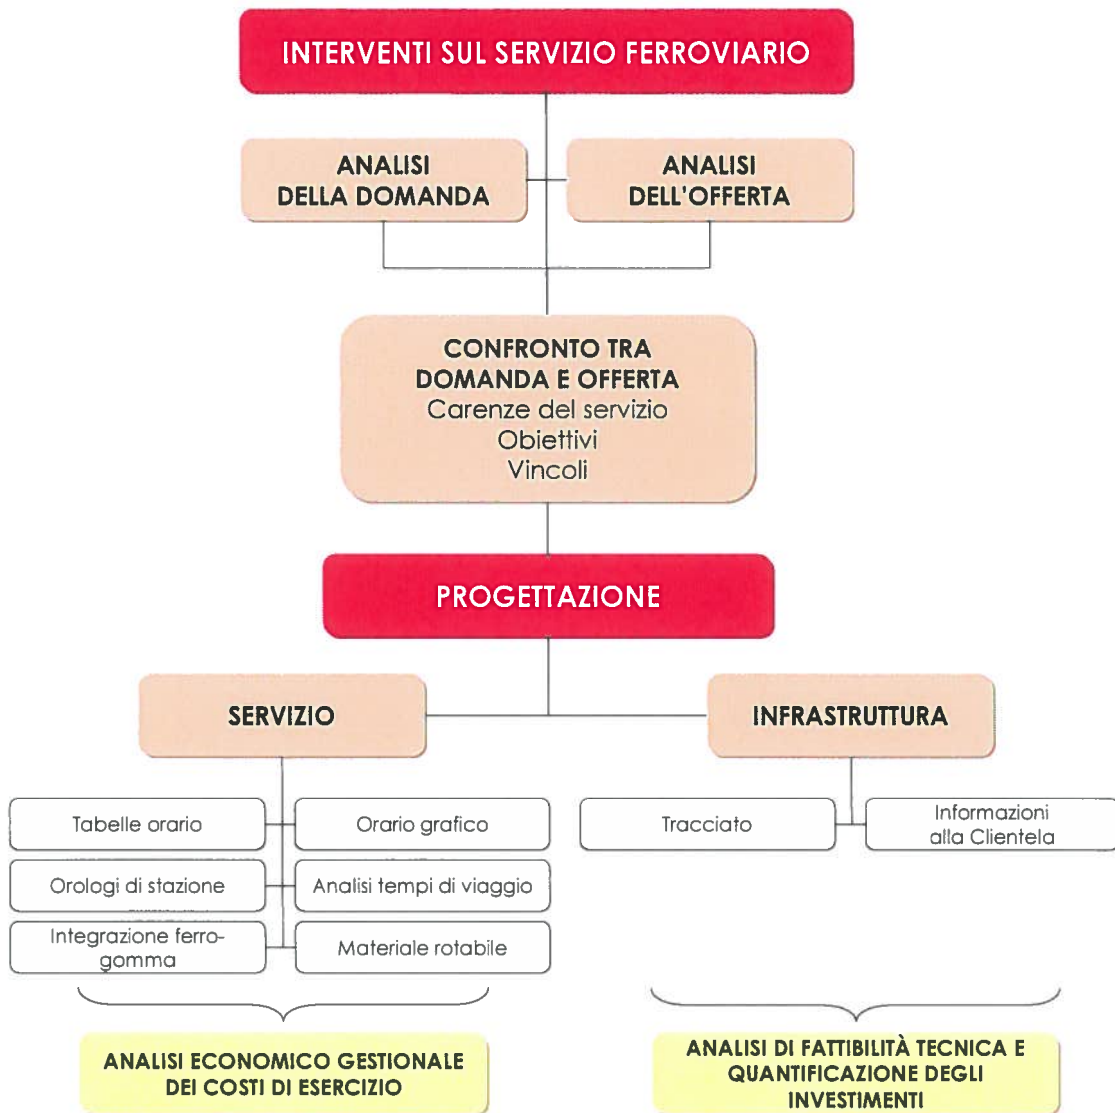 INTERVENTI SUL SERVIZIO FERROVIARIO
ANALISI
DELLA DOMANDA
ANALISI
DELL'OFFERTA
CONFRONTO TRA
DOMANDA E OFFERTA
Carenze del servizio
Obiettivi
Vincoli
PROGETTAZIONE
SERVIZIO
INFRASTRUTTURA
Tabelle orario
Orario grafico
Tracciato
Informazioni
alla Clientela
Orologi di stazione
Analisi tempi di viaggio
Integrazione ferro-
gomma
Materiale rotabile
ANALISI ECONOMICO GESTIONALE
DEI COSTI DI ESERCIZIO
ANALISI DI FATTIBILITÀ TECNICA E
QUANTIFICAZIONE DEGLI
INVESTIMENTI